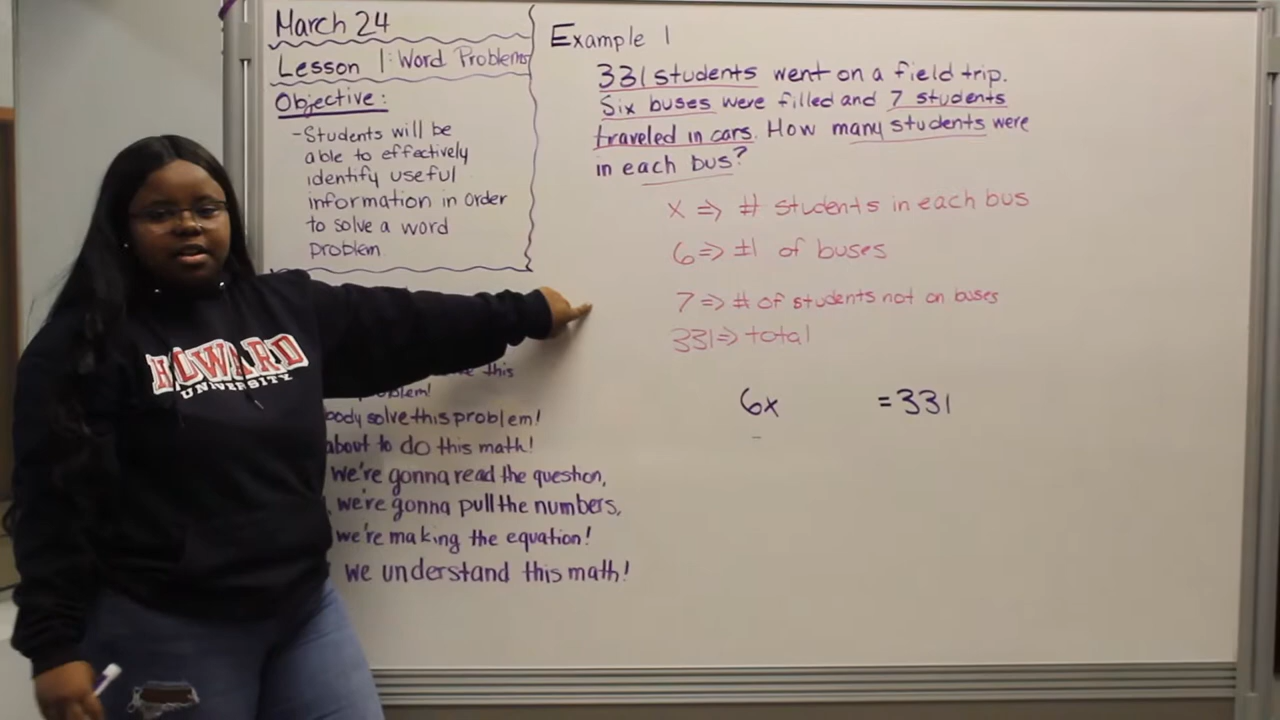 March 24
Lesson 1: Word Problems
Objective:
-Students will be
able to effectively
identify useful
information in order
to solve a word
problem
Example 1
331 students went on a field trip.
Six buses were filled and 7 students
traveled in cars. How many students were
in each bus?
x => # students in each bus
6 => # of buses
7 => # of students not on buses
331 => total
6x = 331
this
problem!
body solve this problem!
about to do this math!
we're gonna read the question,
we're gonna pull the numbers,
we're making the equation!
we understand this math!
HOWARD
UNIVERSITY